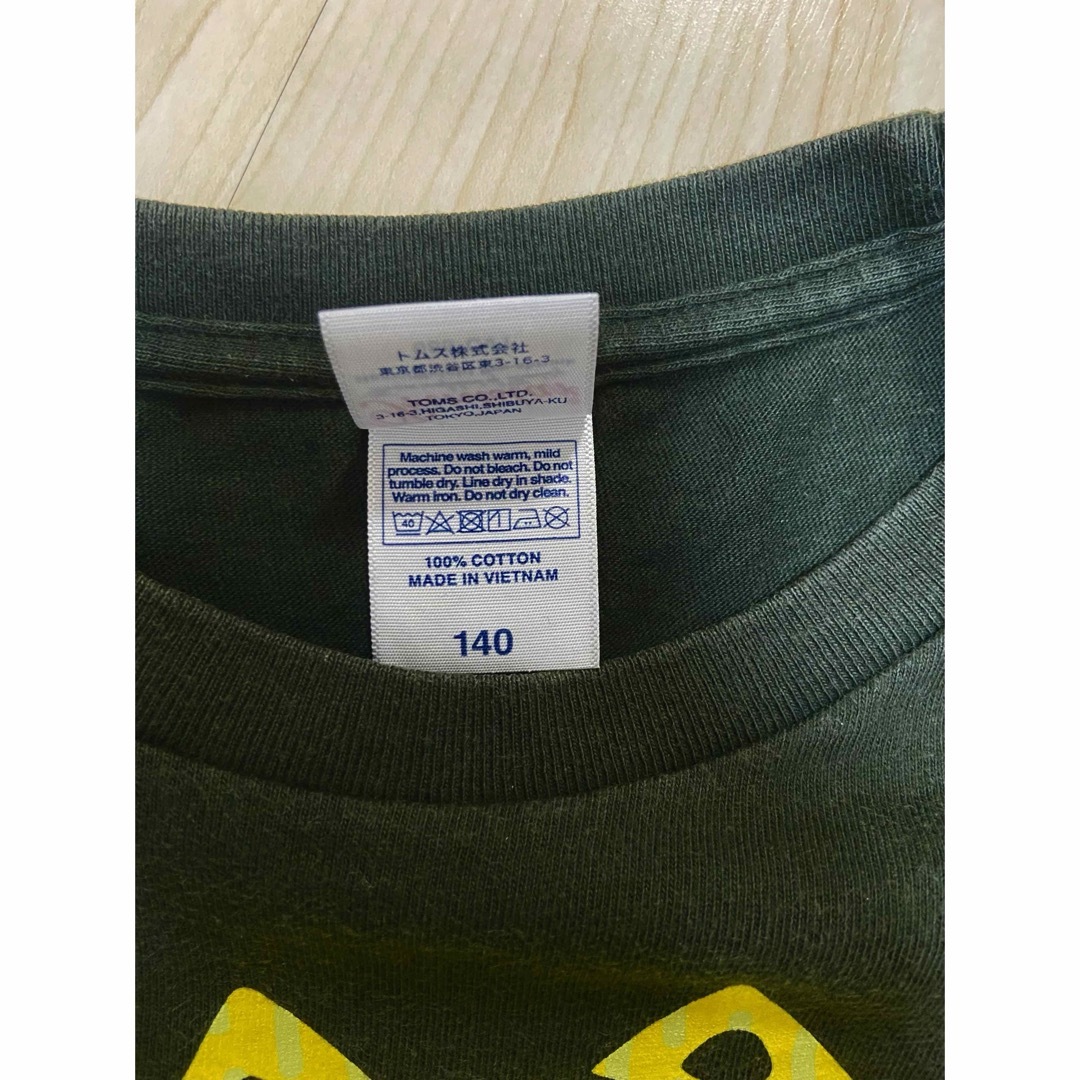 トムス株式会社
東京都渋谷区東3-16-3
TOMS CO.,LTD.
3-16-3,HIGASHI,SHIBUYA-KU
TOKYO,JAPAN
Machine wash warm, mild
process. Do not bleach. Do not
tumble dry. Line dry in shade.
Warm iron. Do not dry clean.
40
100% COTTON
MADE IN VIETNAM
140